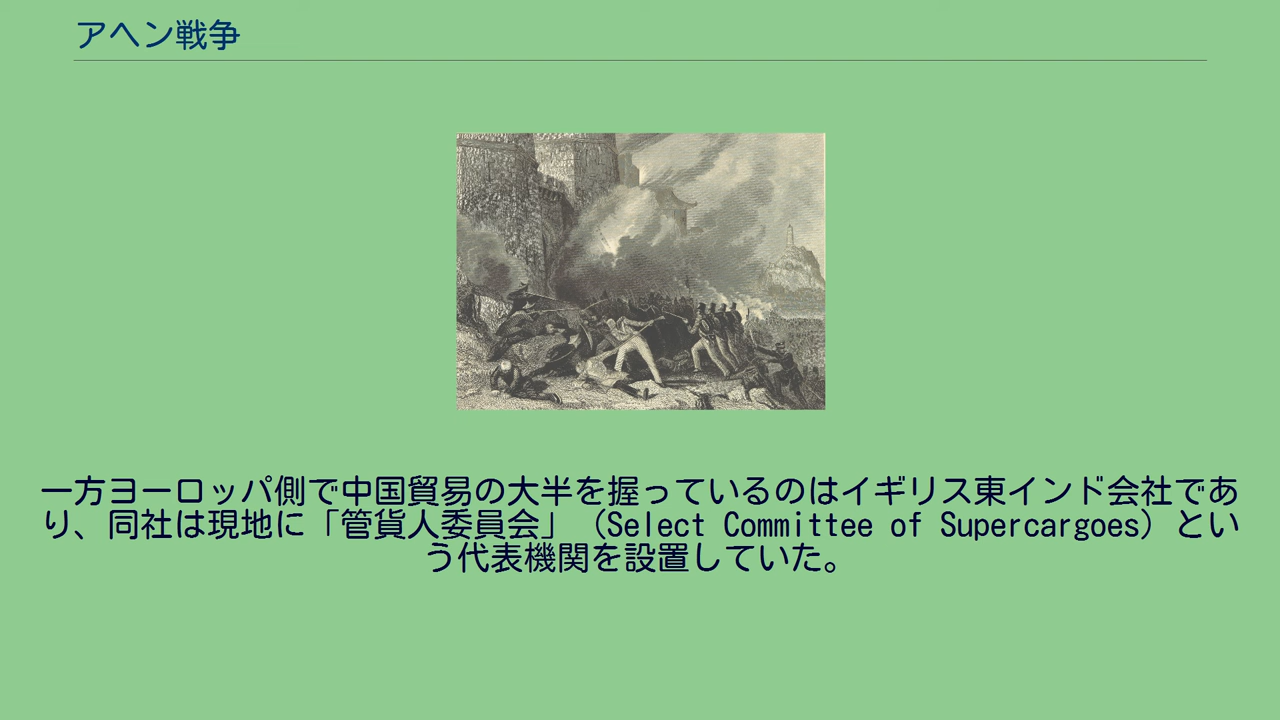 アヘン戦争
一方ヨーロッパ側で中国貿易の大半を握っているのはイギリス東インド会社であ
り、同社は現地に「管貨人委員会」（Select Committee of Supercargoes）とい
う代表機関を設置していた。